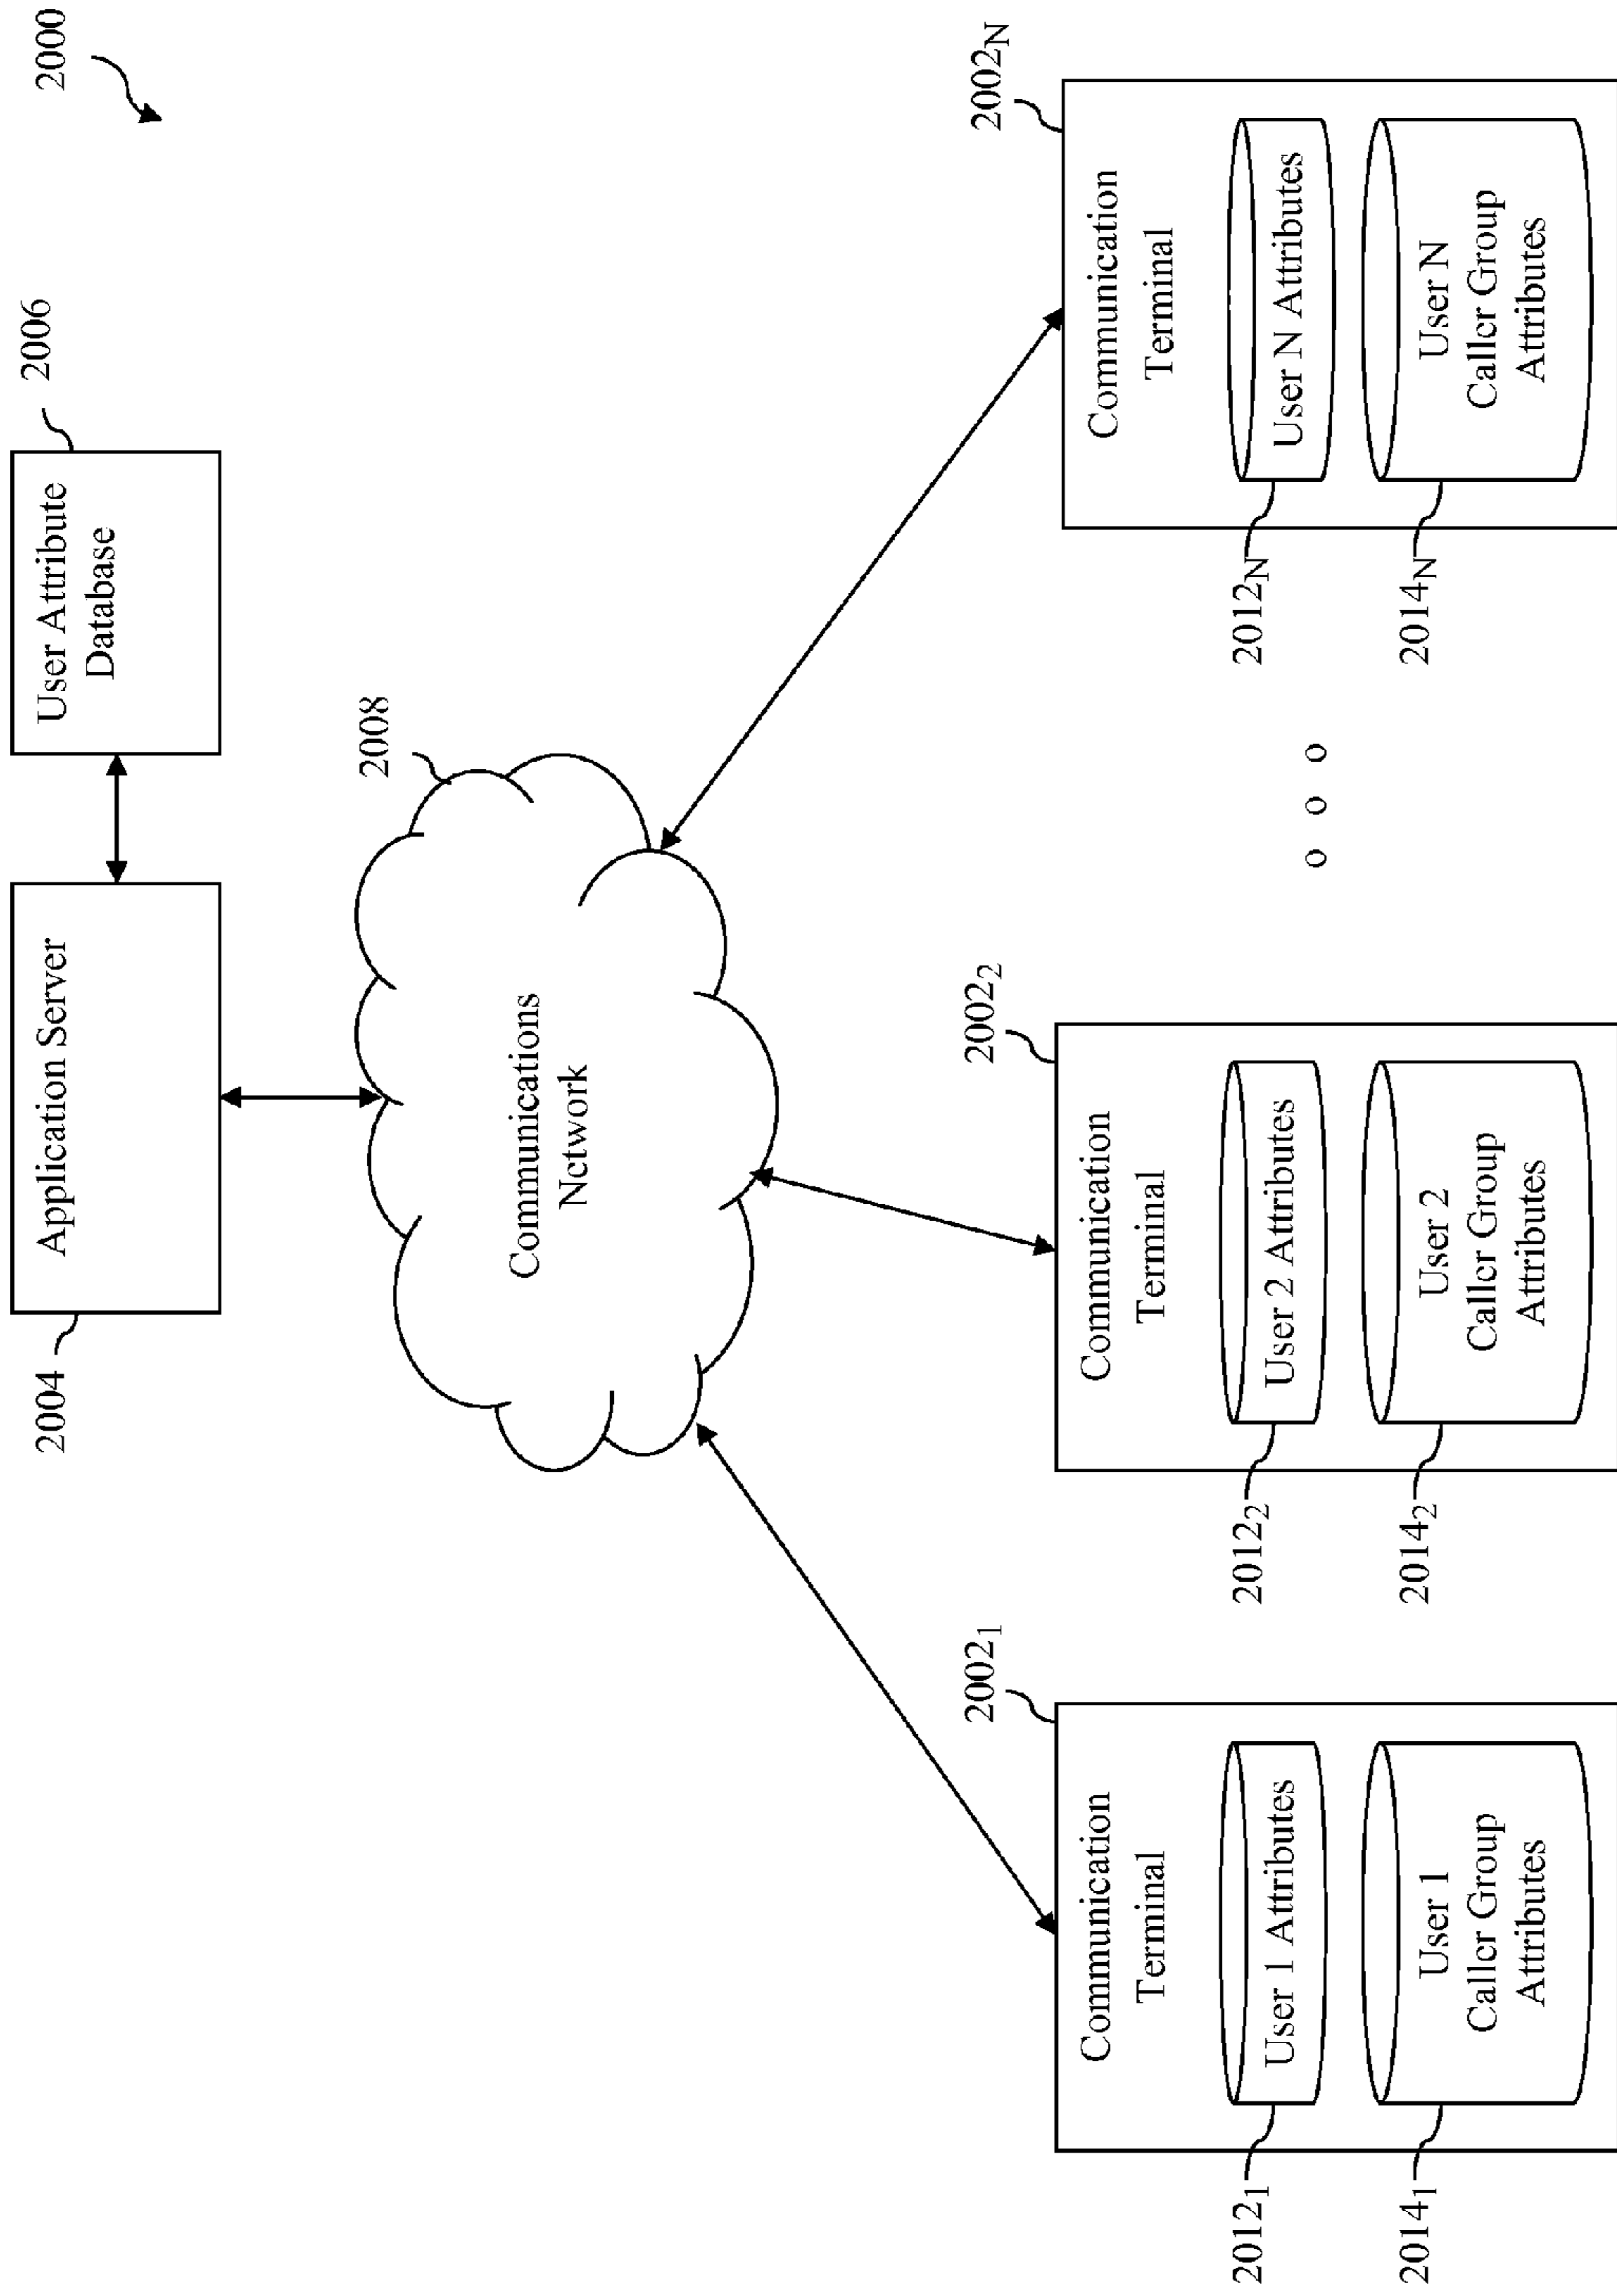 2000
2004
Application Server
User Attribute
Database
2006
2008
Communications
Network
2002₁
Communication
Terminal
2012₁
User 1 Attributes
2014₁
User 1
Caller Group
Attributes
2002₂
Communication
Terminal
2012₂
User 2 Attributes
2014₂
User 2
Caller Group
Attributes
o o o
2002N
Communication
Terminal
2012N
User N Attributes
2014N
User N
Caller Group
Attributes